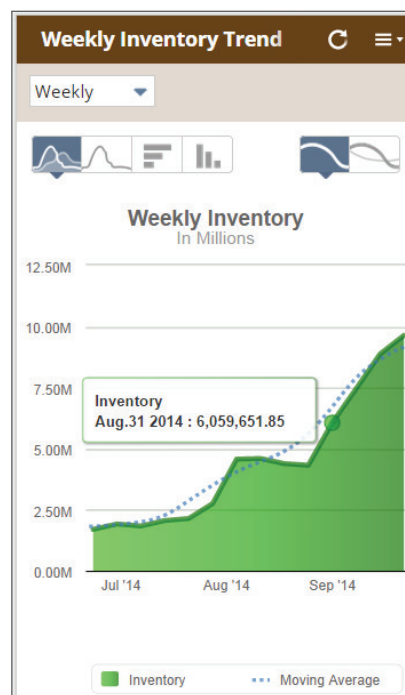 Weekly Inventory Trend
Weekly
Weekly Inventory
In Millions
12.50M
10.00M
7.50M
Inventory
Aug.31 2014 : 6,059,651.85
5.00M
2.50M
0.00M
Jul '14 Aug '14 Sep '14
Inventory Moving Average